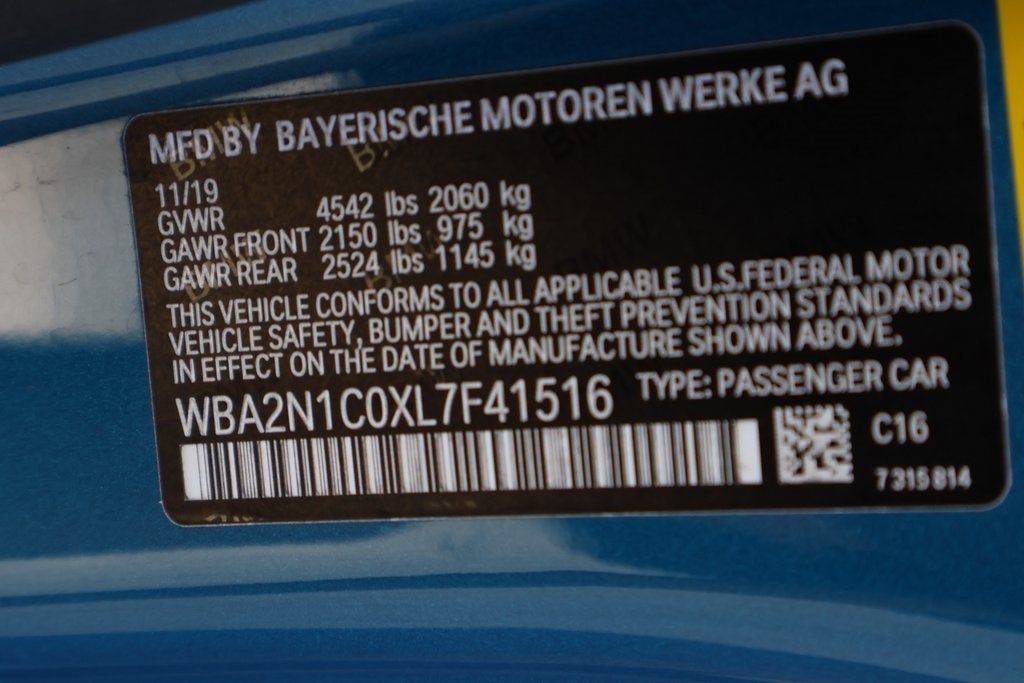 MFD BY BAYERISCHE MOTOREN WERKE AG
11/19
GVWR 4542 lbs 2060 kg
GAWR FRONT 2150 lbs 975 kg
GAWR REAR 2524 lbs 1145 kg
THIS VEHICLE CONFORMS TO ALL APPLICABLE U.S.FEDERAL MOTOR
VEHICLE SAFETY, BUMPER AND THEFT PREVENTION STANDARDS
IN EFFECT ON THE DATE OF MANUFACTURE SHOWN ABOVE.
WBA2N1C0XL7F41516 TYPE: PASSENGER CAR
C16
7 315 814